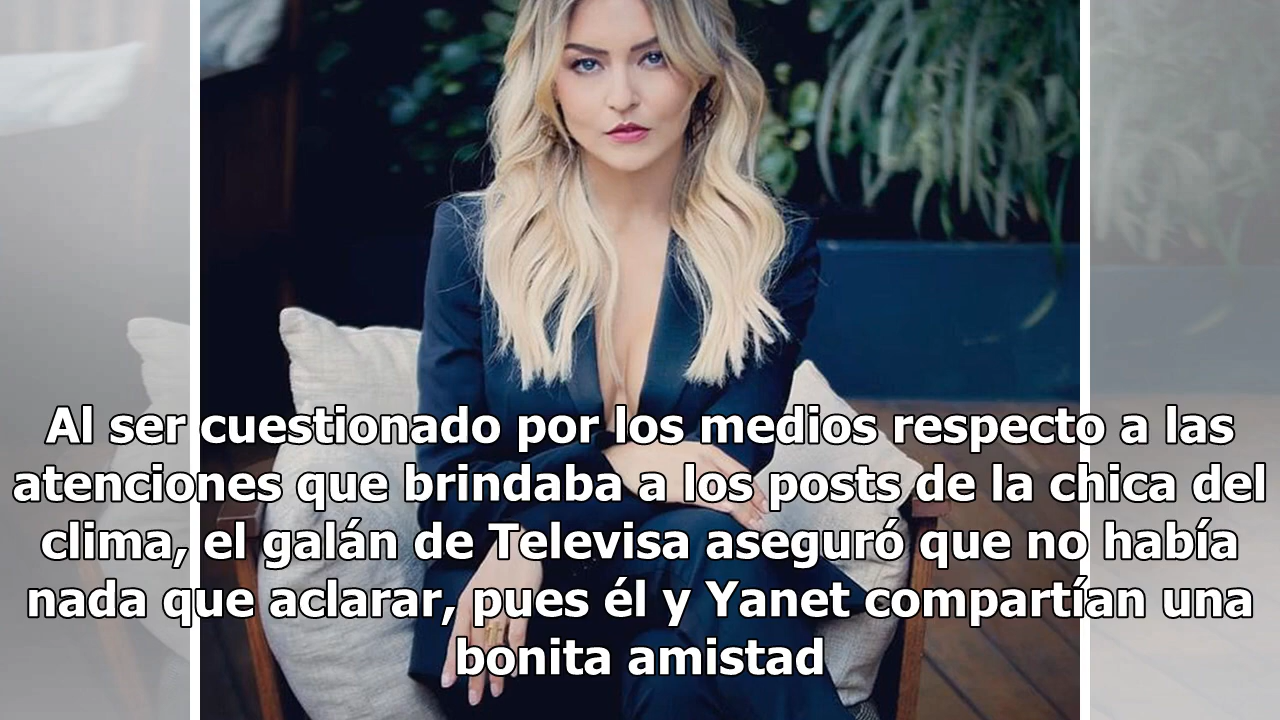 Al ser cuestionado por los medios respecto a las
atenciones que brindaba a los posts de la chica del
clima, el galán de Televisa aseguró que no había
nada que aclarar, pues él y Yanet compartían una
bonita amistad